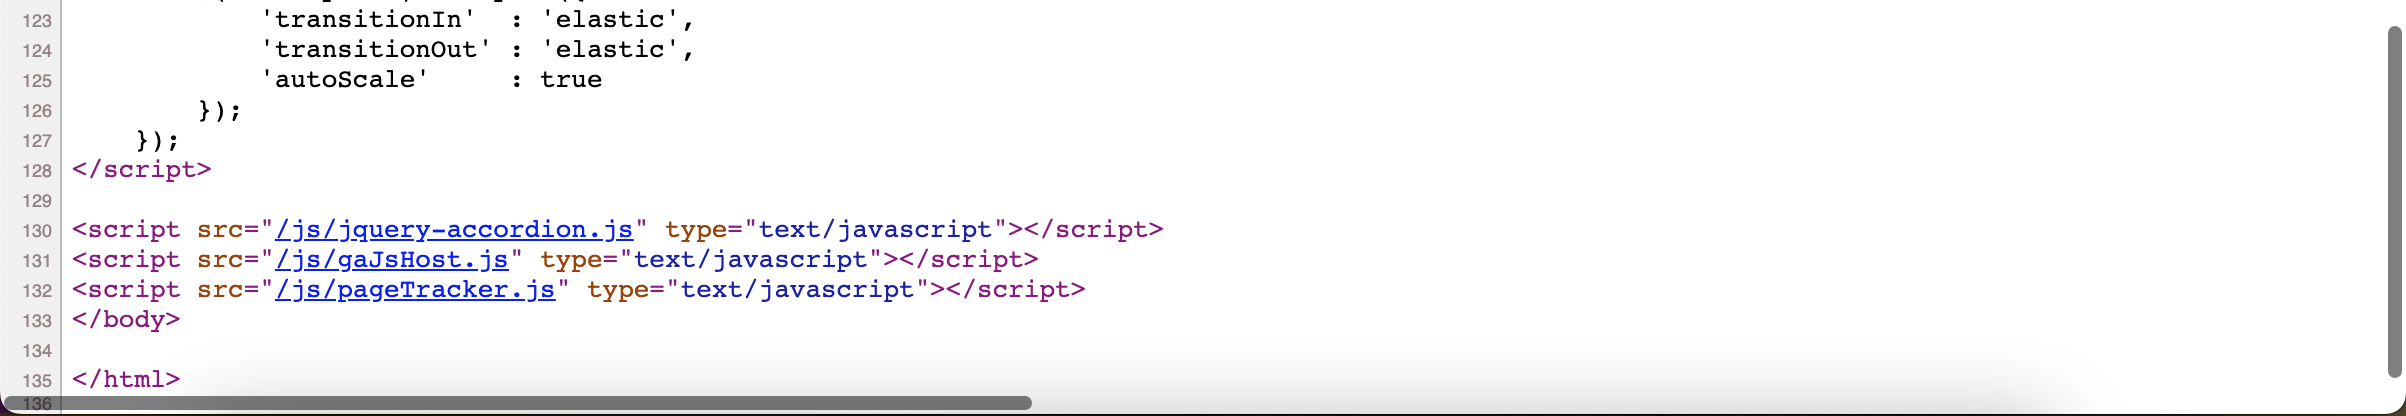 123 'transitionIn'  : 'elastic',
124 'transitionOut' : 'elastic',
125 'autoScale'     : true
126 });
127 });
128 </script>
129
130 <script src="/js/jquery-accordion.js" type="text/javascript"></script>
131 <script src="/js/gaJsHost.js" type="text/javascript"></script>
132 <script src="/js/pageTracker.js" type="text/javascript"></script>
133 </body>
134
135 </html>
136